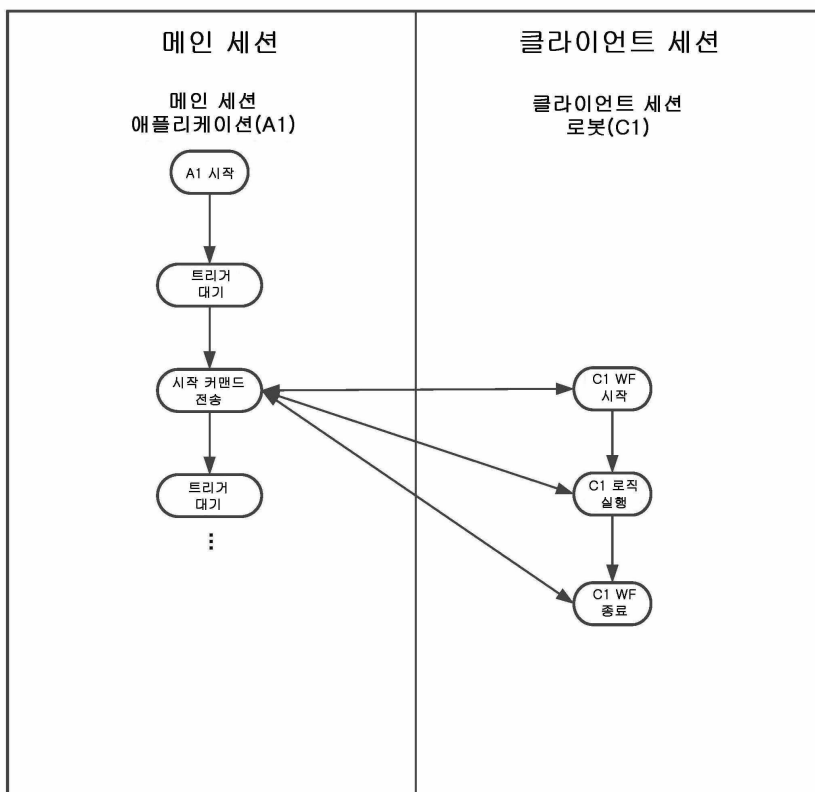 메인 세션
메인 세션
애플리케이션(A1)
A1 시작
트리거
대기
시작 커맨드
전송
트리거
대기
⋮
클라이언트 세션
클라이언트 세션
로봇(C1)
C1 WF
시작
C1 로직
실행
C1 WF
종료